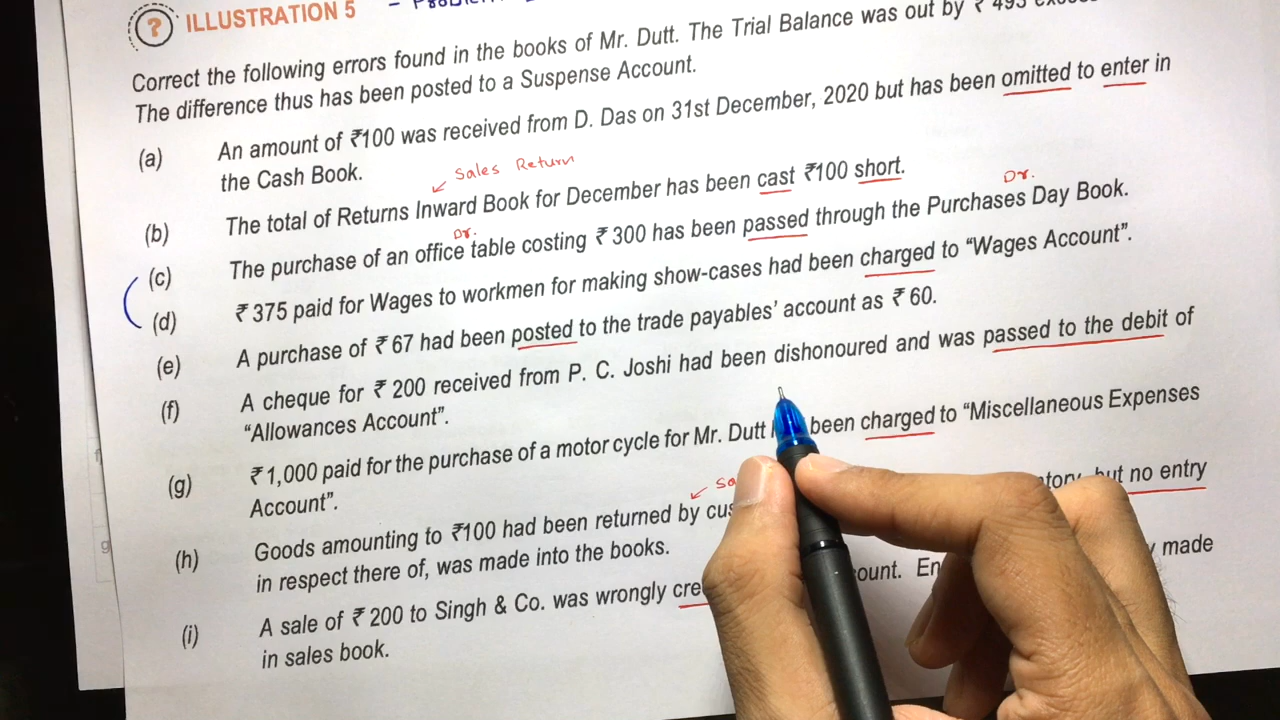 ? ILLUSTRATION 5 - Problem
Correct the following errors found in the books of Mr. Dutt. The Trial Balance was out by ₹ 493
The difference thus has been posted to a Suspense Account.
(a) An amount of ₹100 was received from D. Das on 31st December, 2020 but has been omitted to enter in
the Cash Book.
Sales Return
(b) The total of Returns Inward Book for December has been cast ₹100 short.
Dr.
Dr.
(c) The purchase of an office table costing ₹ 300 has been passed through the Purchases Day Book.
(d) ₹ 375 paid for Wages to workmen for making show-cases had been charged to “Wages Account”.
(e) A purchase of ₹ 67 had been posted to the trade payables’ account as ₹ 60.
(f) A cheque for ₹ 200 received from P. C. Joshi had been dishonoured and was passed to the debit of
“Allowances Account”.
(g) ₹ 1,000 paid for the purchase of a motor cycle for Mr. Dutt been charged to “Miscellaneous Expenses
Account”.
Sa
(h) Goods amounting to ₹100 had been returned by cus tory, but no entry
in respect there of, was made into the books.
(i) A sale of ₹ 200 to Singh & Co. was wrongly cre ount. En made
in sales book.